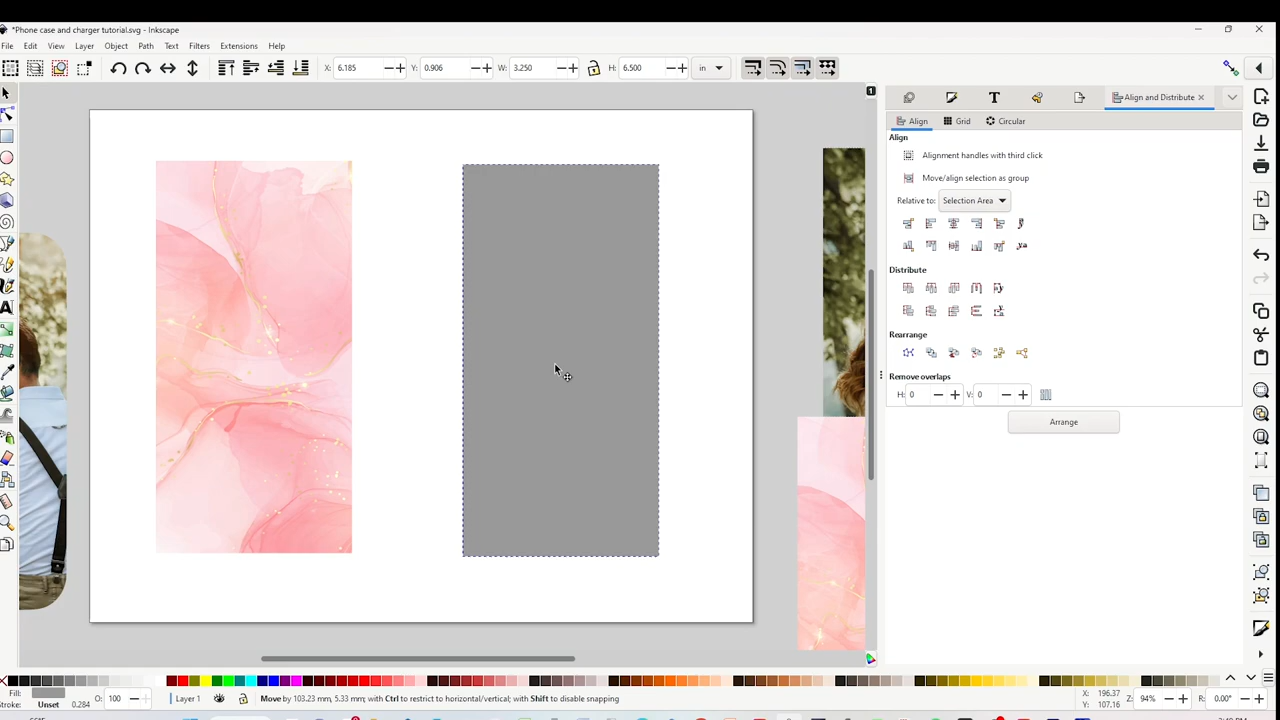 *Phone case and charger tutorial.svg - Inkscape
File Edit View Layer Object Path Text Filters Extensions Help
X: 6.185 Y: 0.906 W: 3.250 H: 6.500 in
1
Align and Distribute
Align Grid Circular
Align
Alignment handles with third click
Move/align selection as group
Relative to: Selection Area
Distribute
Rearrange
Remove overlaps
H: 0 V: 0
Arrange
Fill: O: 100 Layer 1 Move by 103.23 mm, 5.33 mm; with Ctrl to restrict to horizontal/vertical; with Shift to disable snapping X: 196.37 Z: 94% R: 0.00°
Stroke: Unset 0.284 Y: 107.16